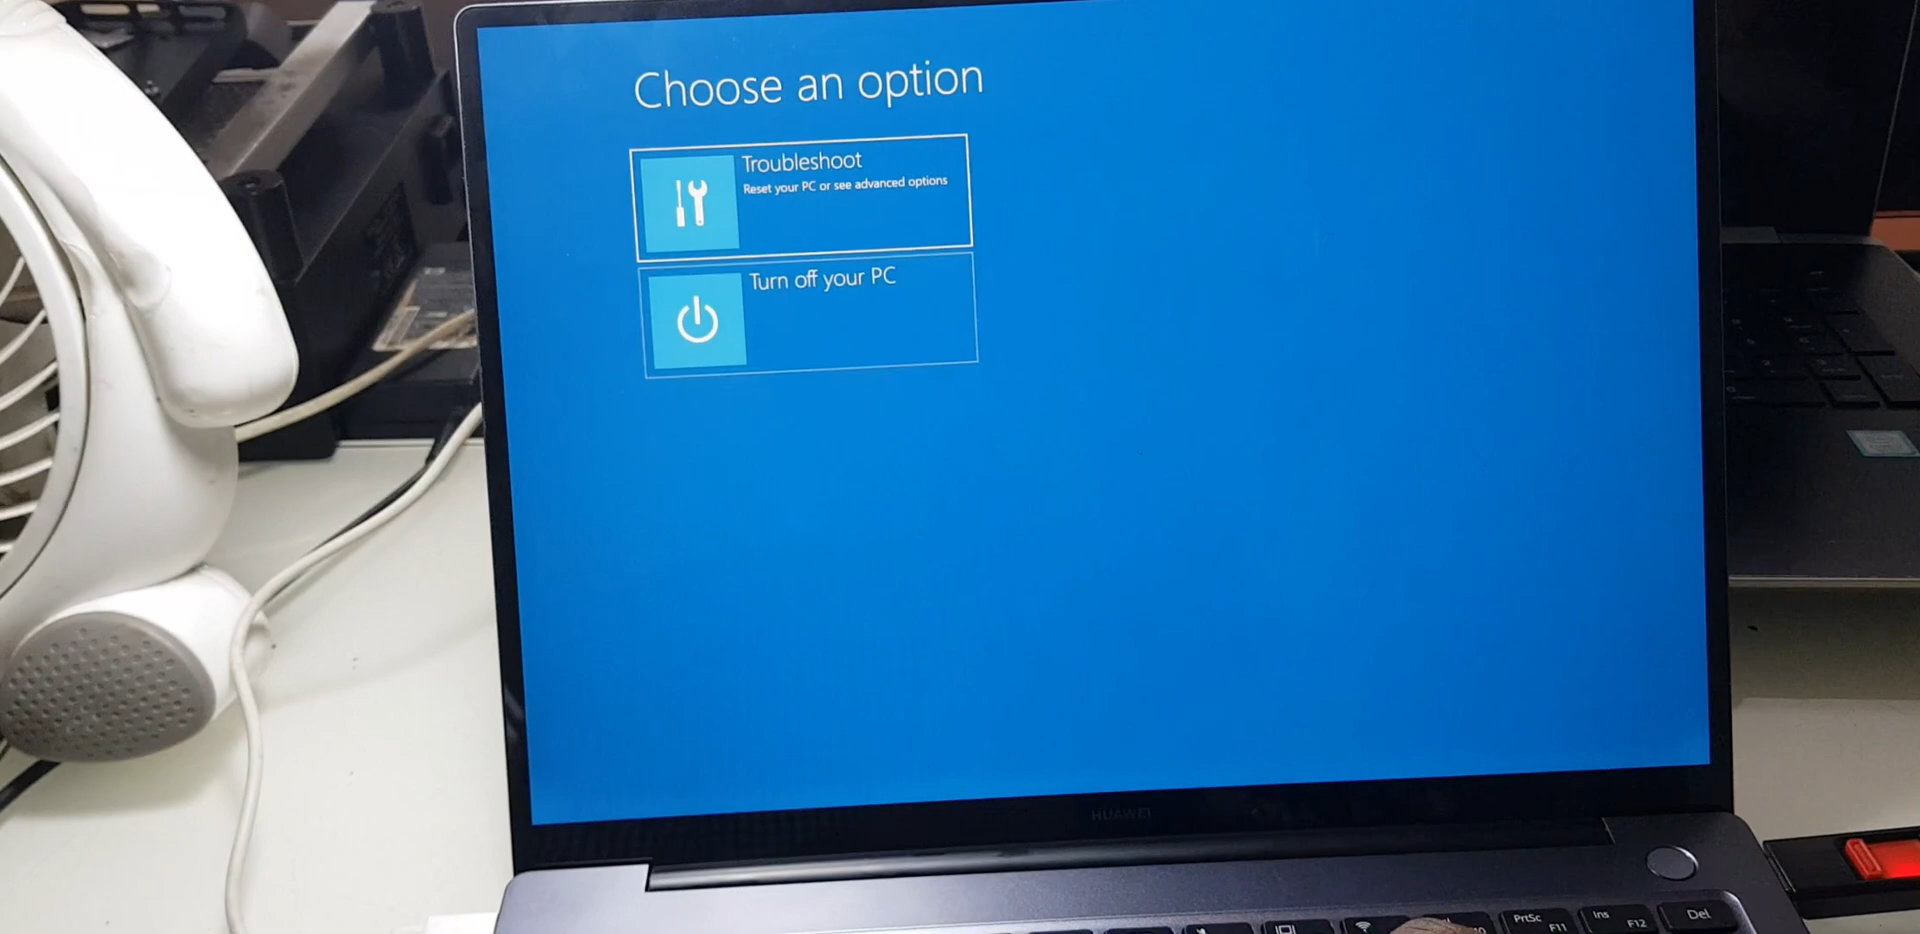 Choose an option
Troubleshoot
Reset your PC or see advanced options
Turn off your PC
HUAWEI
PrtSc
F11
Ins
F12
Del